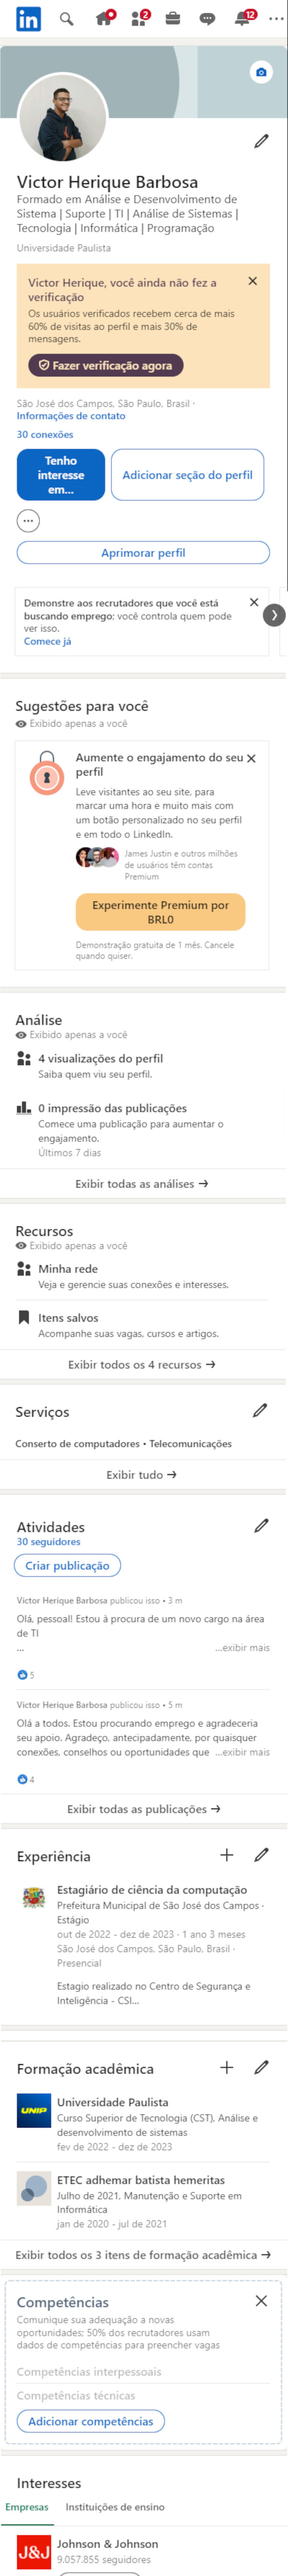 in
2
12
Victor Herique Barbosa
Formado em Análise e Desenvolvimento de
Sistema | Suporte | TI | Análise de Sistemas |
Tecnologia | Informática | Programação
Universidade Paulista
Victor Herique, você ainda não fez a
verificação
Os usuários verificados recebem cerca de mais
60% de visitas ao perfil e mais 30% de
mensagens.
Fazer verificação agora
São José dos Campos, São Paulo, Brasil ·
Informações de contato
30 conexões
Tenho
interesse
em...
Adicionar seção do perfil
Aprimorar perfil
Demonstre aos recrutadores que você está
buscando emprego: você controla quem pode
ver isso.
Comece já
Sugestões para você
Exibido apenas a você
Aumente o engajamento do seu
perfil
Leve visitantes ao seu site, para
marcar uma hora e muito mais com
um botão personalizado no seu perfil
e em todo o LinkedIn.
James Justin e outros milhões
de usuários têm contas
Premium
Experimente Premium por
BRL0
Demonstração gratuita de 1 mês. Cancele
quando quiser.
Análise
Exibido apenas a você
4 visualizações do perfil
Saiba quem viu seu perfil.
0 impressão das publicações
Comece uma publicação para aumentar o
engajamento.
Últimos 7 dias
Exibir todas as análises →
Recursos
Exibido apenas a você
Minha rede
Veja e gerencie suas conexões e interesses.
Itens salvos
Acompanhe suas vagas, cursos e artigos.
Exibir todos os 4 recursos →
Serviços
Conserto de computadores • Telecomunicações
Exibir tudo →
Atividades
30 seguidores
Criar publicação
Victor Herique Barbosa publicou isso • 3 m
Olá, pessoal! Estou à procura de um novo cargo na área
de TI
... ...exibir mais
5
Victor Herique Barbosa publicou isso • 5 m
Olá a todos. Estou procurando emprego e agradeceria
seu apoio. Agradeço, antecipadamente, por quaisquer
conexões, conselhos ou oportunidades que ...exibir mais
4
Exibir todas as publicações →
Experiência
Estagiário de ciência da computação
Prefeitura Municipal de São José dos Campos ·
Estágio
out de 2022 - dez de 2023 · 1 ano 3 meses
São José dos Campos, São Paulo, Brasil ·
Presencial
Estagio realizado no Centro de Segurança e
Inteligência - CSI...
Formação acadêmica
UNIP
Universidade Paulista
Curso Superior de Tecnologia (CST), Análise e
desenvolvimento de sistemas
fev de 2022 - dez de 2023
ETEC adhemar batista hemeritas
Julho de 2021, Manutenção e Suporte em
Informática
jan de 2020 - jul de 2021
Exibir todos os 3 itens de formação acadêmica →
Competências
Comunique sua adequação a novas
oportunidades: 50% dos recrutadores usam
dados de competências para preencher vagas
Competências interpessoais
Competências técnicas
Adicionar competências
Interesses
Empresas Instituições de ensino
J&J
Johnson & Johnson
9.057.855 seguidores